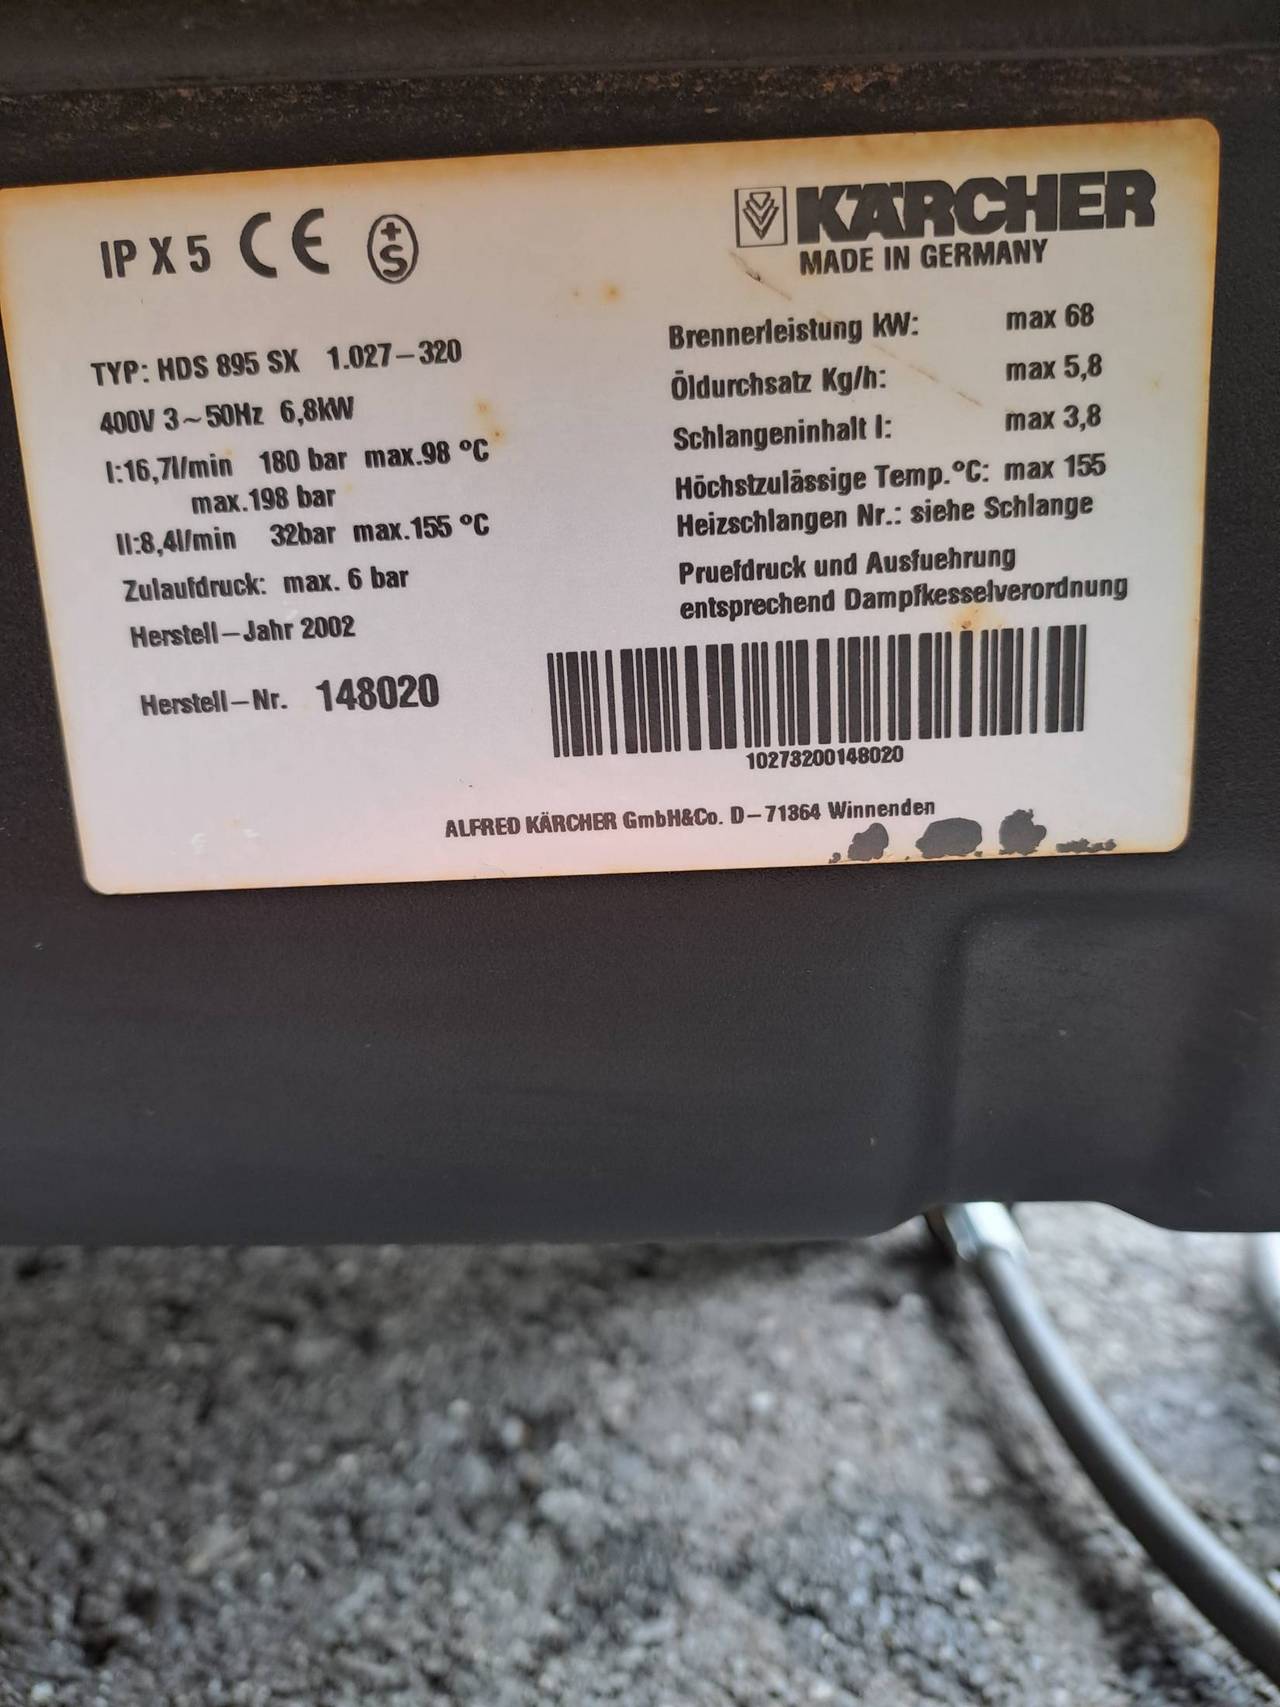 IP X 5 CE +S
KÄRCHER
MADE IN GERMANY
TYP: HDS 895 SX 1.027-320
400V 3~50Hz 6,8kW
I:16,7l/min 180 bar max.98 °C
max.198 bar
II:8,4l/min 32bar max.155 °C
Zulaufdruck: max. 6 bar
Herstell-Jahr 2002
Herstell-Nr. 148020
Brennerleistung kW: max 68
Öldurchsatz Kg/h: max 5,8
Schlangeninhalt l: max 3,8
Höchstzulässige Temp.°C: max 155
Heizschlangen Nr.: siehe Schlange
Pruefdruck und Ausfuehrung
entsprechend Dampfkesselverordnung
10273200148020
ALFRED KÄRCHER GmbH&Co. D-71364 Winnenden